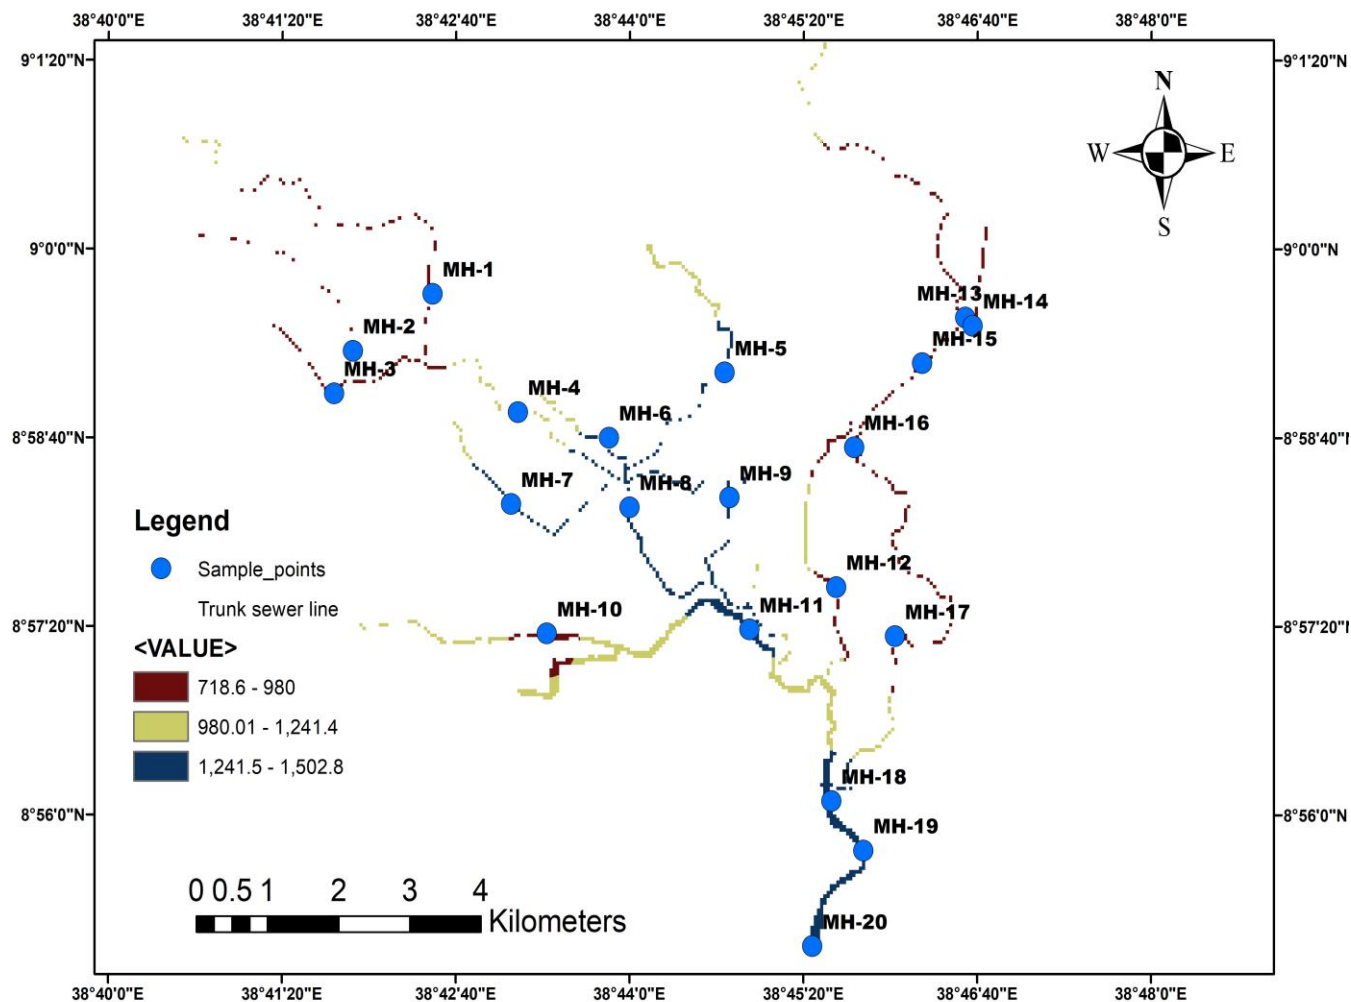 38°40'0"E 38°41'20"E 38°42'40"E 38°44'0"E 38°45'20"E 38°46'40"E 38°48'0"E
9°1'20"N 9°1'20"N
N
W E
S
9°0'0"N 9°0'0"N
MH-1
MH-13 MH-14
MH-2
MH-15
MH-5
MH-3
MH-4
MH-6
MH-16
8°58'40"N 8°58'40"N
MH-7 MH-8 MH-9
Legend
Sample_points
MH-12
Trunk sewer line
MH-10 MH-11 MH-17
8°57'20"N 8°57'20"N
<VALUE>
718.6 - 980
980.01 - 1,241.4
1,241.5 - 1,502.8
MH-18
8°56'0"N 8°56'0"N
MH-19
0 0.5 1 2 3 4
Kilometers
MH-20
38°40'0"E 38°41'20"E 38°42'40"E 38°44'0"E 38°45'20"E 38°46'40"E 38°48'0"E